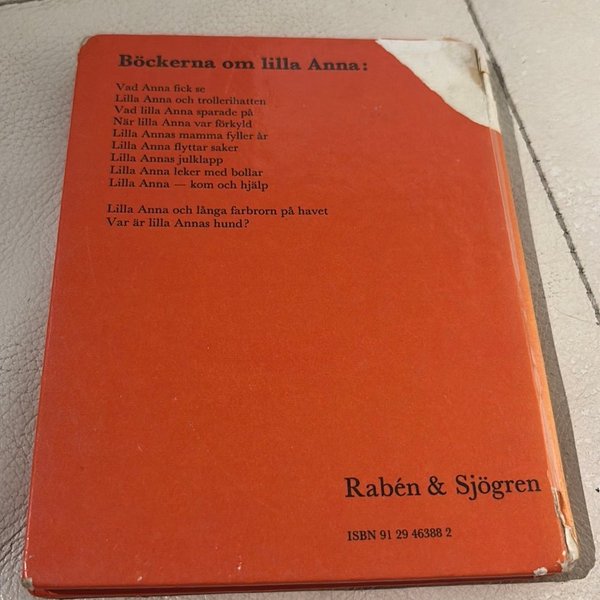 Böckerna om lilla Anna:
Vad Anna fick se
Lilla Anna och trollerihatten
Vad lilla Anna sparade på
När lilla Anna var förkyld
Lilla Annas mamma fyller år
Lilla Anna flyttar saker
Lilla Annas julklapp
Lilla Anna leker med bollar
Lilla Anna — kom och hjälp
Lilla Anna och långa farbrorn på havet
Var är lilla Annas hund?
Rabén & Sjögren
ISBN 91 29 46388 2